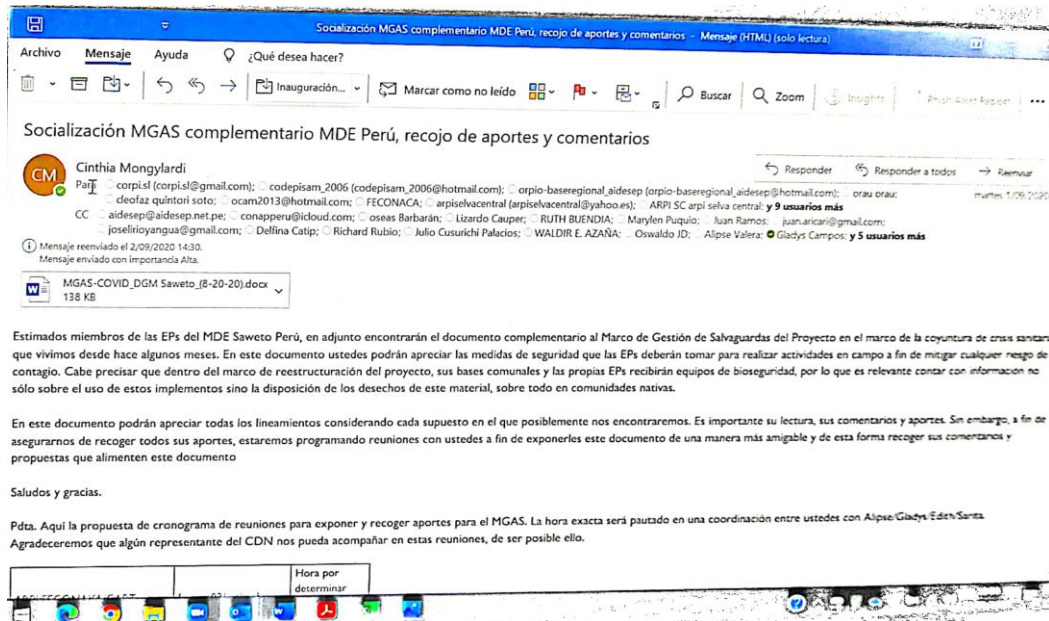 Socialización MGAS complementario MDE Perú, recojo de aportes y comentarios - Mensaje (HTML) (solo lectura)
Archivo Mensaje Ayuda ¿Qué desea hacer?
Inauguración... Marcar como no leído Buscar Zoom Insights Phish Alert Report ...
Socialización MGAS complementario MDE Perú, recojo de aportes y comentarios
CM
Cinthia Mongylardi
Responder Responder a todos Reenviar
Para corpi.sl (corpi.sl@gmail.com); codepisam_2006 (codepisam_2006@hotmail.com); orpio-baseregional_aidesep (orpio-baseregional_aidesep@hotmail.com); orau orau;
martes 1/09/2020
cleofaz quintori soto; ocam2013@hotmail.com; FECONACA; arpiselvacentral (arpiselvacentral@yahoo.es); ARPI SC arpi selva central; y 9 usuarios más
CC aidesep@aidesep.net.pe; conapperu@icloud.com; oseas Barbarán; Lizardo Cauper; RUTH BUENDIA; Marylen Puquio; Juan Ramos; juan.aricari@gmail.com;
joselirioyangua@gmail.com; Delfina Catip; Richard Rubio; Julio Cusurichi Palacios; WALDIR E. AZAÑA; Oswaldo JD; Alipse Valera; Gladys Campos; y 5 usuarios más
Mensaje reenviado el 2/09/2020 14:30.
Mensaje enviado con importancia Alta.
MGAS-COVID_DGM Saweto_(8-20-20).docx
138 KB
Estimados miembros de las EPs del MDE Saweto Perú, en adjunto encontrarán el documento complementario al Marco de Gestión de Salvaguardas del Proyecto en el marco de la coyuntura de crisis sanitaria
que vivimos desde hace algunos meses. En este documento ustedes podrán apreciar las medidas de seguridad que las EPs deberán tomar para realizar actividades en campo a fin de mitigar cualquier riesgo de
contagio. Cabe precisar que dentro del marco de reestructuración del proyecto, sus bases comunales y las propias EPs recibirán equipos de bioseguridad, por lo que es relevante contar con información no
sólo sobre el uso de estos implementos sino la disposición de los desechos de este material, sobre todo en comunidades nativas.
En este documento podrán apreciar todas los lineamientos considerando cada supuesto en el que posiblemente nos encontraremos. Es importante su lectura, sus comentarios y aportes. Sin embargo, a fin de
asegurarnos de recoger todos sus aportes, estaremos programando reuniones con ustedes a fin de exponerles este documento de una manera más amigable y de esta forma recoger sus comentarios y
propuestas que alimenten este documento
Saludos y gracias.
Pdta. Aquí la propuesta de cronograma de reuniones para exponer y recoger aportes para el MGAS. La hora exacta será pautado en una coordinación entre ustedes con Alipse/Gladys/Edith/Santa.
Agradeceremos que algún representante del CDN nos pueda acompañar en estas reuniones, de ser posible ello.
Hora por
determinar